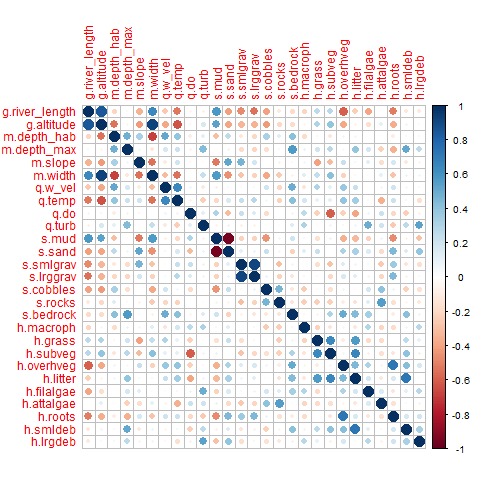 g.river_length
g.altitude
m.depth_hab
m.depth_max
m.slope
m.width
q.w_vel
q.temp
q.do
q.turb
s.mud
s.sand
s.smlgrav
s.lrggrav
s.cobbles
s.rocks
s.bedrock
h.macroph
h.grass
h.subveg
h.overhveg
h.litter
h.filalgae
h.attalgae
h.roots
h.smldeb
h.lrgdeb
g.river_length
g.altitude
m.depth_hab
m.depth_max
m.slope
m.width
q.w_vel
q.temp
q.do
q.turb
s.mud
s.sand
s.smlgrav
s.lrggrav
s.cobbles
s.rocks
s.bedrock
h.macroph
h.grass
h.subveg
h.overhveg
h.litter
h.filalgae
h.attalgae
h.roots
h.smldeb
h.lrgdeb
1
0.8
0.6
0.4
0.2
0
-0.2
-0.4
-0.6
-0.8
-1